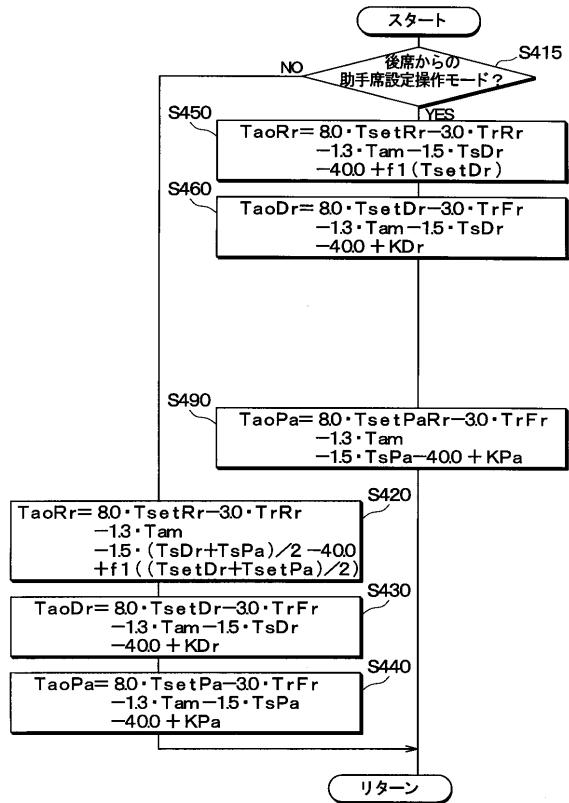 スタート
S415
後席からの
助手席設定操作モード？
NO
YES
S450
TaoRr=8.0・TsetRr-3.0・TrRr
-1.3・Tam-1.5・TsDr
-40.0+f1(TsetDr)
S460
TaoDr=8.0・TsetDr-3.0・TrFr
-1.3・Tam-1.5・TsDr
-40.0+KDr
S490
TaoPa=8.0・TsetPaRr-3.0・TrFr
-1.3・Tam
-1.5・TsPa-40.0+KPa
S420
TaoRr=8.0・TsetRr-3.0・TrRr
-1.3・Tam
-1.5・(TsDr+TsPa)/2-40.0
+f1((TsetDr+TsetPa)/2)
S430
TaoDr=8.0・TsetDr-3.0・TrFr
-1.3・Tam-1.5・TsDr
-40.0+KDr
S440
TaoPa=8.0・TsetPa-3.0・TrFr
-1.3・Tam-1.5・TsPa
-40.0+KPa
リターン